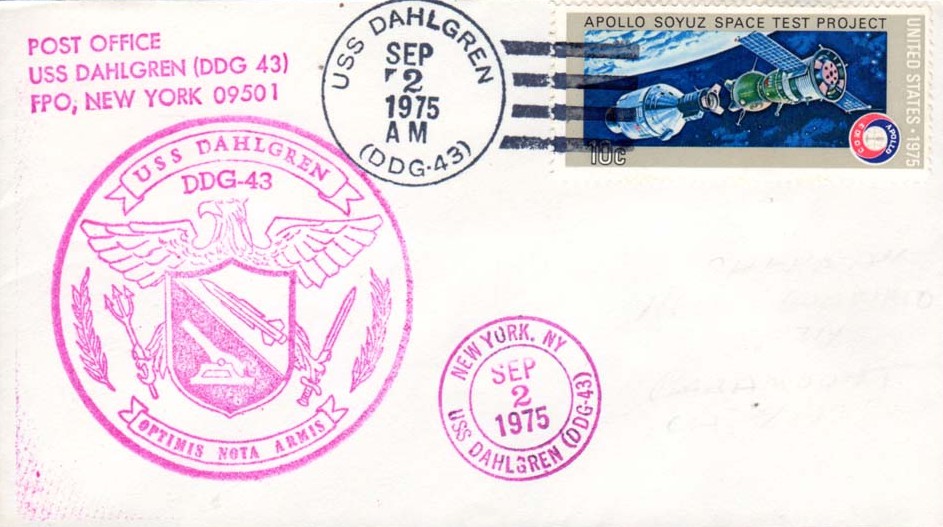 POST OFFICE
USS DAHLGREN (DDG 43)
FPO, NEW YORK 09501
USS DAHLGREN
SEP
2
1975
AM
(DDG-43)
APOLLO SOYUZ SPACE TEST PROJECT
UNITED STATES · 1975
10c
APOLLO
СОЮЗ
USS DAHLGREN
DDG-43
OPTIMIS NOTA ARMIS
NEW YORK. NY
SEP
2
1975
USS DAHLGREN (DDG-43)